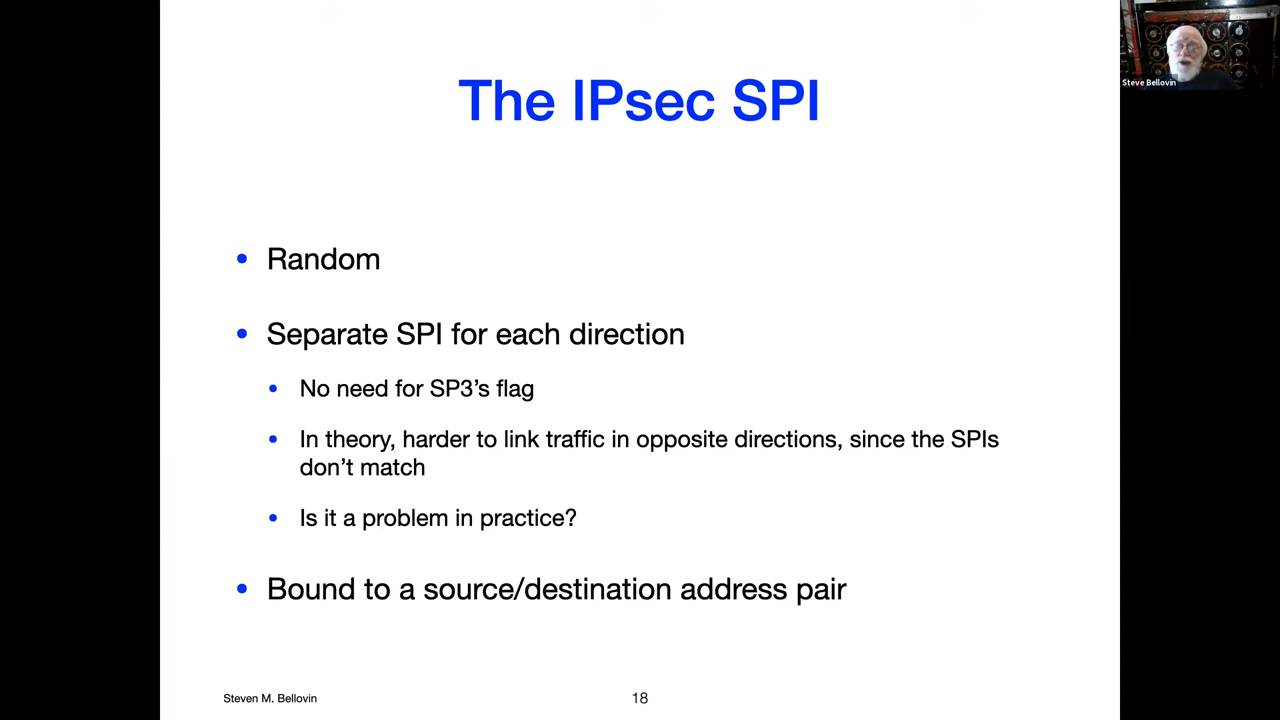 The IPsec SPI
Steve Bellovin
• Random
• Separate SPI for each direction
• No need for SP3’s flag
• In theory, harder to link traffic in opposite directions, since the SPIs
don’t match
• Is it a problem in practice?
• Bound to a source/destination address pair
Steven M. Bellovin
18